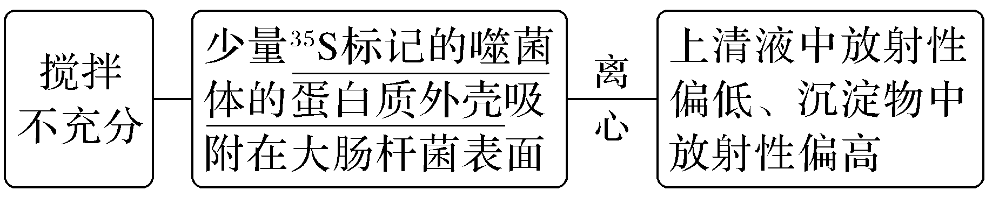 搅拌
不充分
少量³⁵S标记的噬菌
体的蛋白质外壳吸
附在大肠杆菌表面
离
心
上清液中放射性
偏低、沉淀物中
放射性偏高